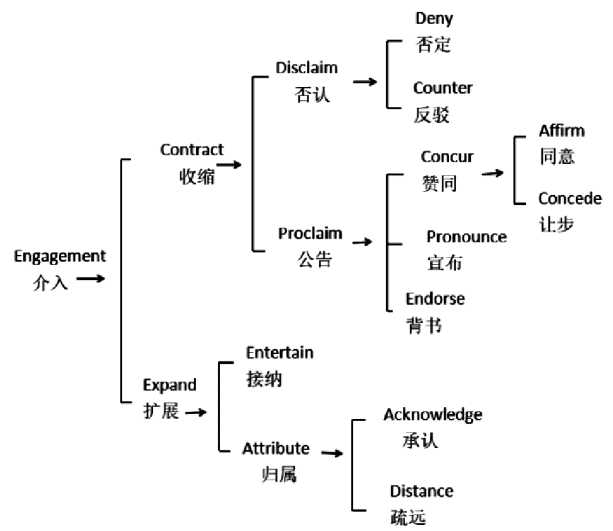 Deny
否定
Disclaim
否认
Counter
反驳
Contract
收缩
Affirm
同意
Concur
赞同
Concede
让步
Proclaim
公告
Pronounce
宣布
Engagement
介入
Endorse
背书
Entertain
接纳
Expand
扩展
Acknowledge
承认
Attribute
归属
Distance
疏远